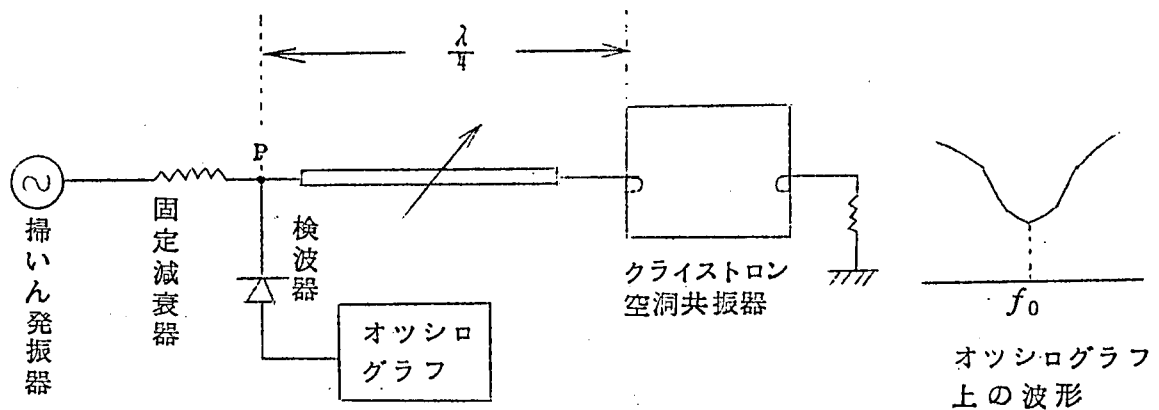 λ/4
P
掃いん発振器
固定減衰器
検波器
オツシロ
グラフ
クライストロン
空洞共振器
f₀
オツシログラフ
上の波形